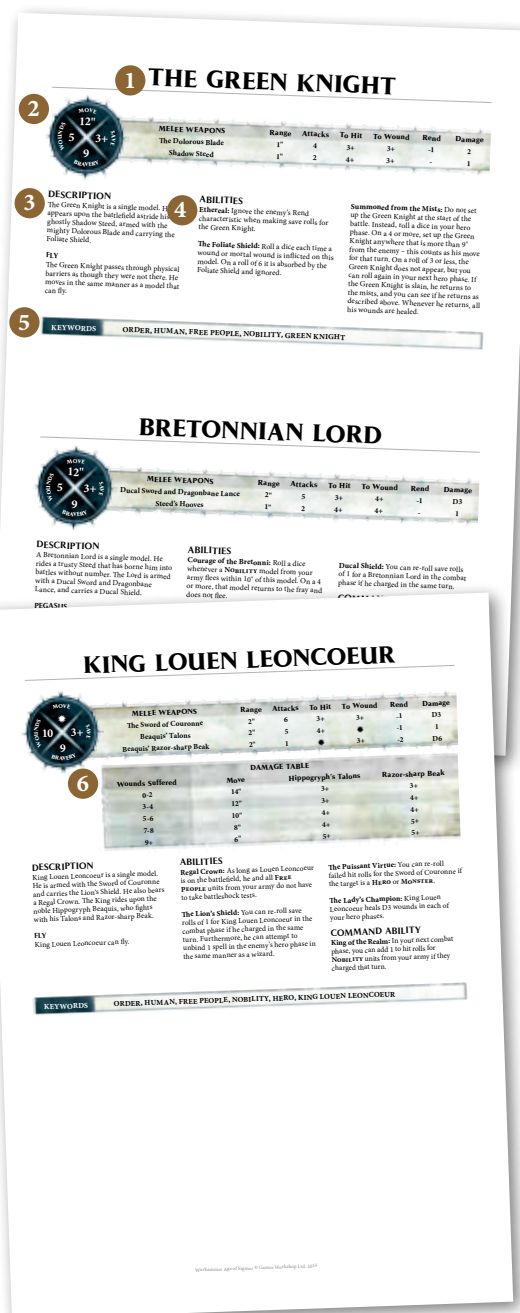 1 THE GREEN KNIGHT
2
MOVE
12"
WOUNDS 5 3+ SAVE
9
BRAVERY
MELEE WEAPONS Range Attacks To Hit To Wound Rend Damage
The Dolorous Blade 1" 4 3+ 3+ -1 2
Shadow Steed 1" 2 4+ 3+ - 1
3
DESCRIPTION
The Green Knight is a single model. H
appears upon the battlefield astride his
ghostly Shadow Steed, armed with the
mighty Dolorous Blade and carrying the
Foliate Shield.
FLY
The Green Knight passes through physical
barriers as though they were not there. He
moves in the same manner as a model that
can fly.
4
ABILITIES
Ethereal: Ignore the enemy's Rend
characteristic when making save rolls for
the Green Knight.
The Foliate Shield: Roll a dice each time a
wound or mortal wound is inflicted on this
model. On a roll of 6 it is absorbed by the
Foliate Shield and ignored.
Summoned from the Mists: Do not set
up the Green Knight at the start of the
battle. Instead, roll a dice in your hero
phase. On a 4 or more, set up the Green
Knight anywhere that is more than 9"
from the enemy – this counts as his move
for that turn. On a roll of 3 or less, the
Green Knight does not appear, but you
can roll again in your next hero phase. If
the Green Knight is slain, he returns to
the mists, and you can see if he returns as
described above. Whenever he returns, all
his wounds are healed.
5
KEYWORDS ORDER, HUMAN, FREE PEOPLE, NOBILITY, GREEN KNIGHT
BRETONNIAN LORD
MOVE
12"
WOUNDS 5 3+ SAVE
9
BRAVERY
MELEE WEAPONS Range Attacks To Hit To Wound Rend Damage
Ducal Sword and Dragonbane Lance 2" 5 3+ 4+ -1 D3
Steed's Hooves 1" 2 4+ 4+ - 1
DESCRIPTION
A Bretonnian Lord is a single model. He
rides a trusty Steed that has borne him into
battles without number. The Lord is armed
with a Ducal Sword and Dragonbane
Lance, and carries a Ducal Shield.
PEGASUS
ABILITIES
Courage of the Bretonni: Roll a dice
whenever a NOBILITY model from your
army flees within 10" of this model. On a 4
or more, that model returns to the fray and
does not flee.
Ducal Shield: You can re-roll save rolls
of 1 for a Bretonnian Lord in the combat
phase if he charged in the same turn.
KING LOUEN LEONCOEUR
MOVE
✹
WOUNDS 10 3+ SAVE
9
BRAVERY
MELEE WEAPONS Range Attacks To Hit To Wound Rend Damage
The Sword of Couronne 2" 6 3+ 3+ -1 D3
Beaquis' Talons 2" 5 4+ ✹ -1 1
Beaquis' Razor-sharp Beak 2" 1 ✹ 3+ -2 D6
6
DAMAGE TABLE
Wounds Suffered Move Hippogryph's Talons Razor-sharp Beak
0-2 14" 3+ 3+
3-4 12" 3+ 4+
5-6 10" 4+ 4+
7-8 8" 4+ 5+
9+ 6" 5+ 5+
DESCRIPTION
King Louen Leoncoeur is a single model.
He is armed with the Sword of Couronne
and carries the Lion's Shield. He also bears
a Regal Crown. The King rides upon the
noble Hippogryph Beaquis, who fights
with his Talons and Razor-sharp Beak.
FLY
King Louen Leoncoeur can fly.
ABILITIES
Regal Crown: As long as Louen Leoncoeur
is on the battlefield, he and all FREE
PEOPLE units from your army do not have
to take battleshock tests.
The Lion's Shield: You can re-roll save
rolls of 1 for King Louen Leoncoeur in the
combat phase if he charged in the same
turn. Furthermore, he can attempt to
unbind 1 spell in the enemy's hero phase in
the same manner as a wizard.
The Puissant Virtue: You can re-roll
failed hit rolls for the Sword of Couronne if
the target is a HERO or MONSTER.
The Lady's Champion: King Louen
Leoncoeur heals D3 wounds in each of
your hero phases.
COMMAND ABILITY
King of the Realm: In your next combat
phase, you can add 1 to hit rolls for
NOBILITY units from your army if they
charged that turn.
KEYWORDS ORDER, HUMAN, FREE PEOPLE, NOBILITY, HERO, KING LOUEN LEONCOEUR
Warhammer: Age of Sigmar © Games Workshop Ltd.